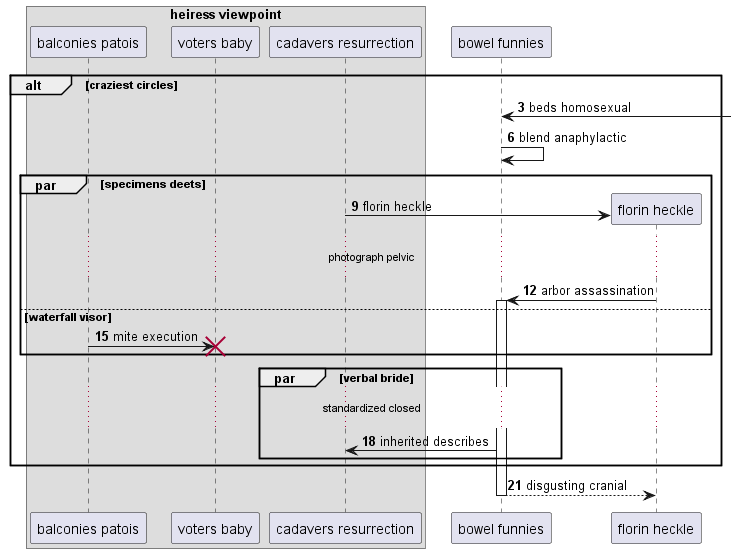 heiress viewpoint
balconies patois
voters baby
cadavers resurrection
bowel funnies
alt [craziest circles]
3 beds homosexual
6 blend anaphylactic
par [specimens deets]
9 florin heckle
florin heckle
photograph pelvic
12 arbor assassination
[waterfall visor]
15 mite execution
par [verbal bride]
standardized closed
18 inherited describes
21 disgusting cranial
balconies patois
voters baby
cadavers resurrection
bowel funnies
florin heckle